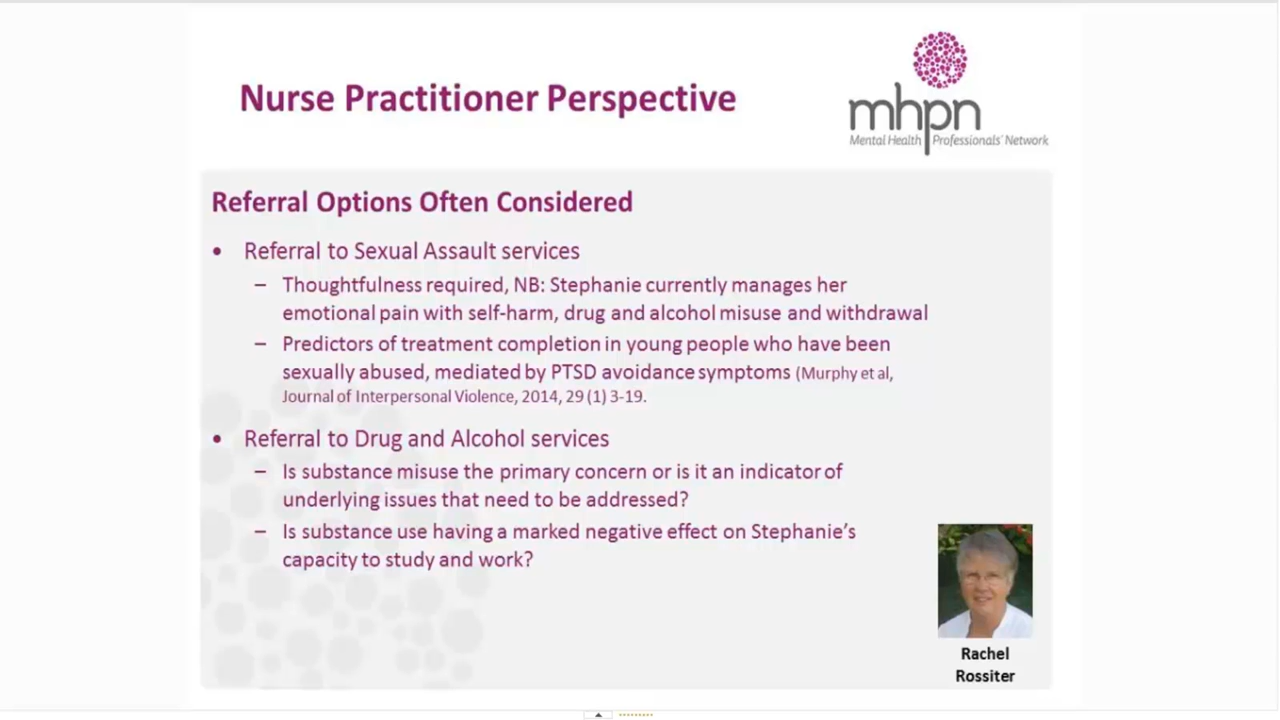 Nurse Practitioner Perspective
mhpn
Mental Health Professionals' Network
Referral Options Often Considered
• Referral to Sexual Assault services
– Thoughtfulness required, NB: Stephanie currently manages her
emotional pain with self-harm, drug and alcohol misuse and withdrawal
– Predictors of treatment completion in young people who have been
sexually abused, mediated by PTSD avoidance symptoms (Murphy et al,
Journal of Interpersonal Violence, 2014, 29 (1) 3-19.
• Referral to Drug and Alcohol services
– Is substance misuse the primary concern or is it an indicator of
underlying issues that need to be addressed?
– Is substance use having a marked negative effect on Stephanie's
capacity to study and work?
Rachel
Rossiter